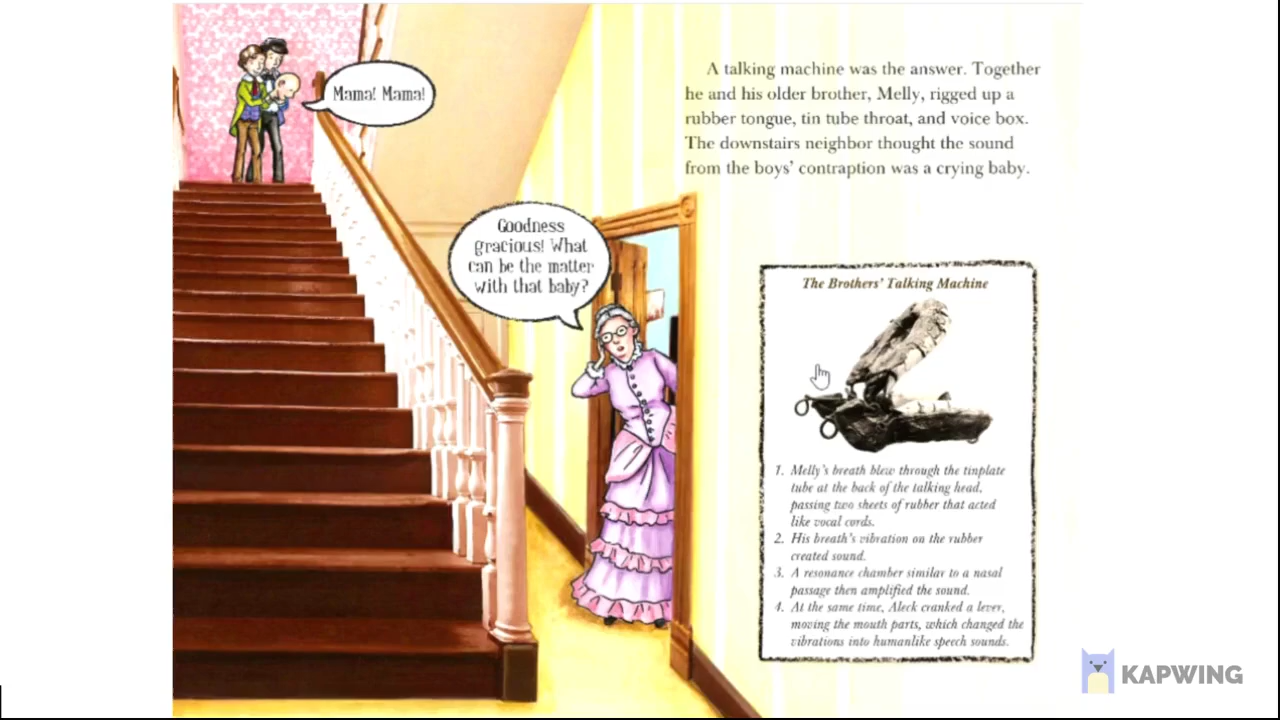 Mama! Mama!
A talking machine was the answer. Together
he and his older brother, Melly, rigged up a
rubber tongue, tin tube throat, and voice box.
The downstairs neighbor thought the sound
from the boys' contraption was a crying baby.
Goodness
gracious! What
can be the matter
with that baby?
The Brothers' Talking Machine
1. Melly's breath blew through the tinplate
tube at the back of the talking head,
passing two sheets of rubber that acted
like vocal cords.
2. His breath's vibration on the rubber
created sound.
3. A resonance chamber similar to a nasal
passage then amplified the sound.
4. At the same time, Aleck cranked a lever,
moving the mouth parts, which changed the
vibrations into humanlike speech sounds.
KAPWING